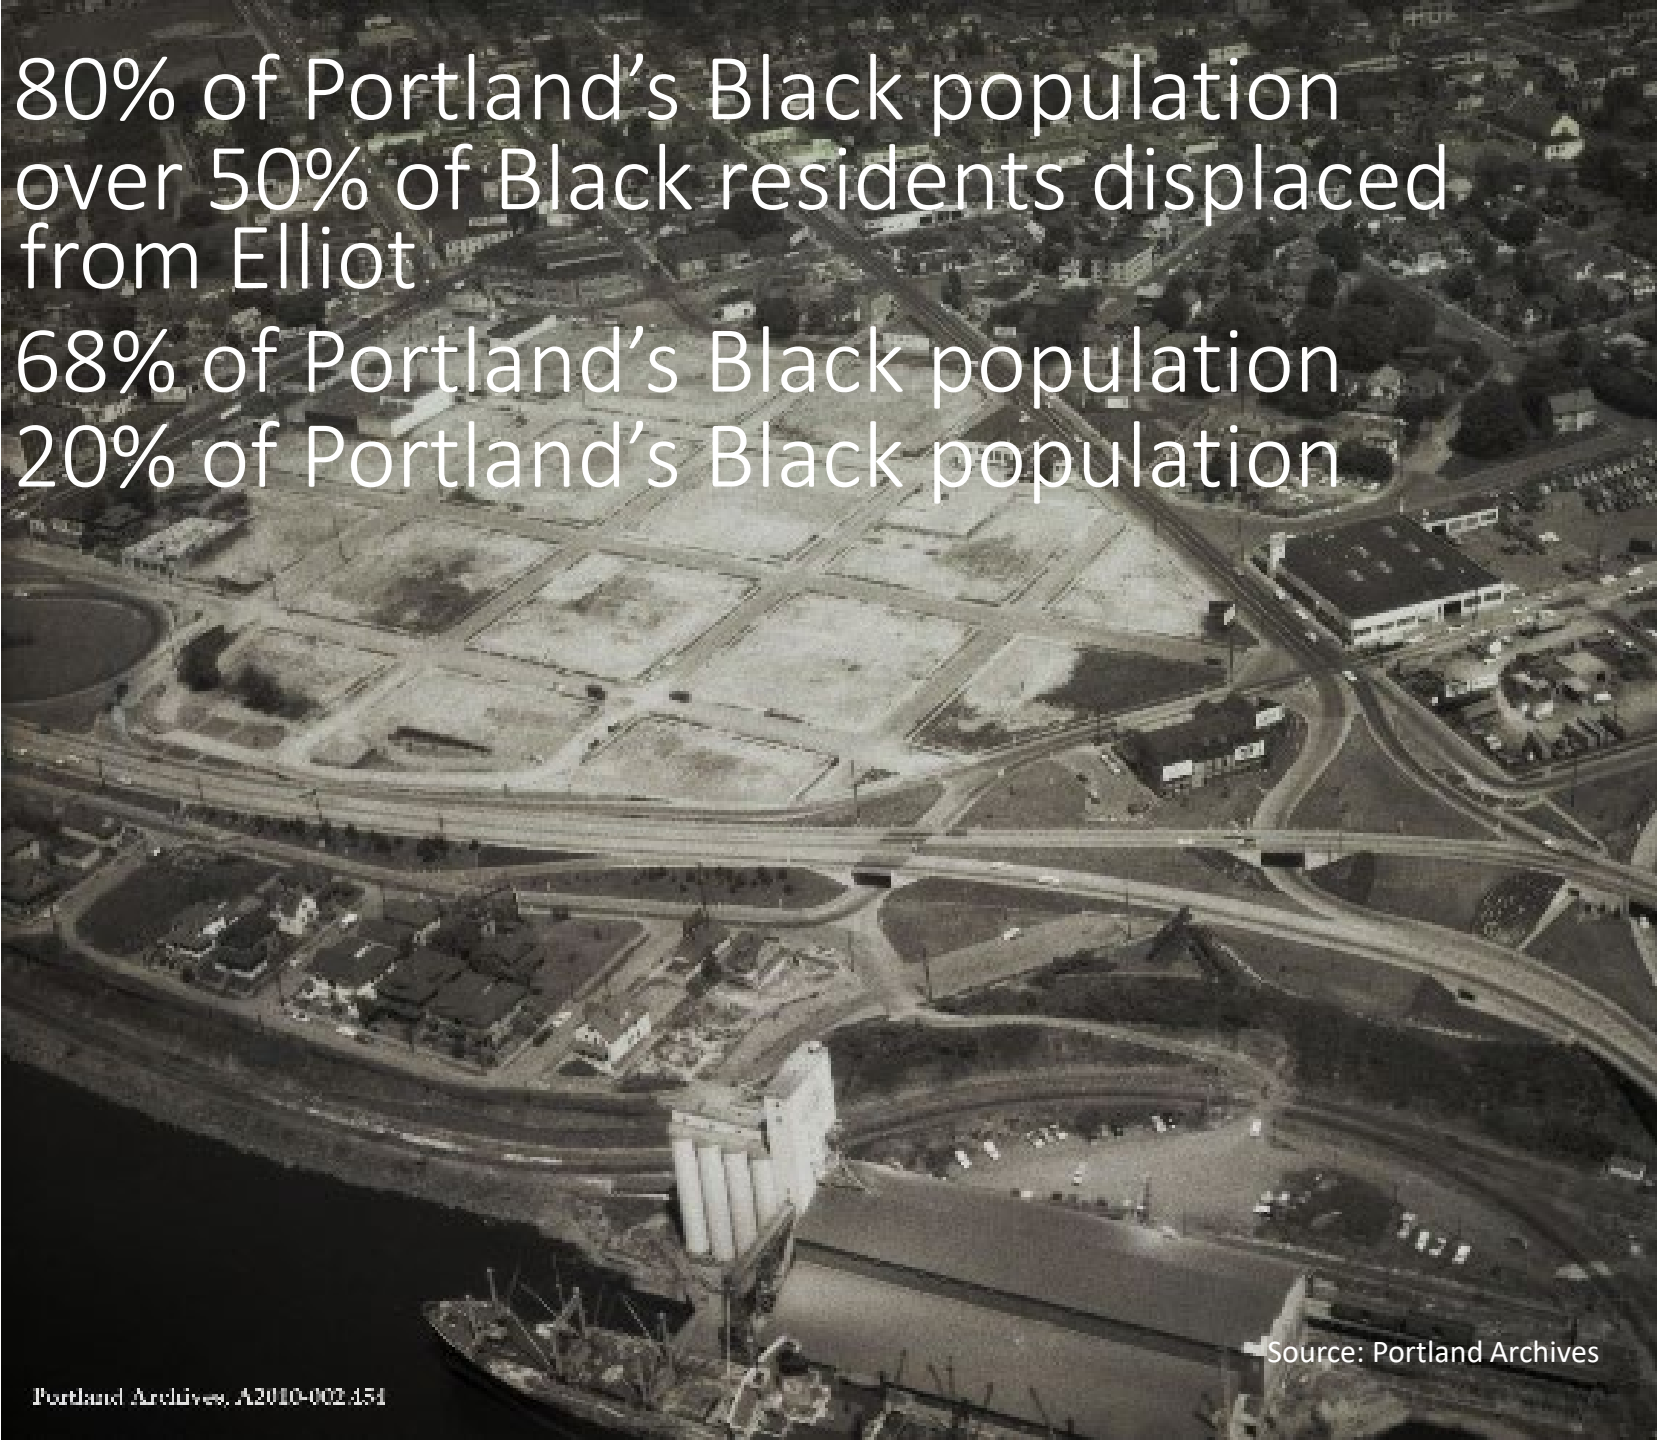 80% of Portland’s Black population
over 50% of Black residents displaced
from Elliot
68% of Portland’s Black population
20% of Portland’s Black population
Source: Portland Archives
Portland Archives, A2010-002.454